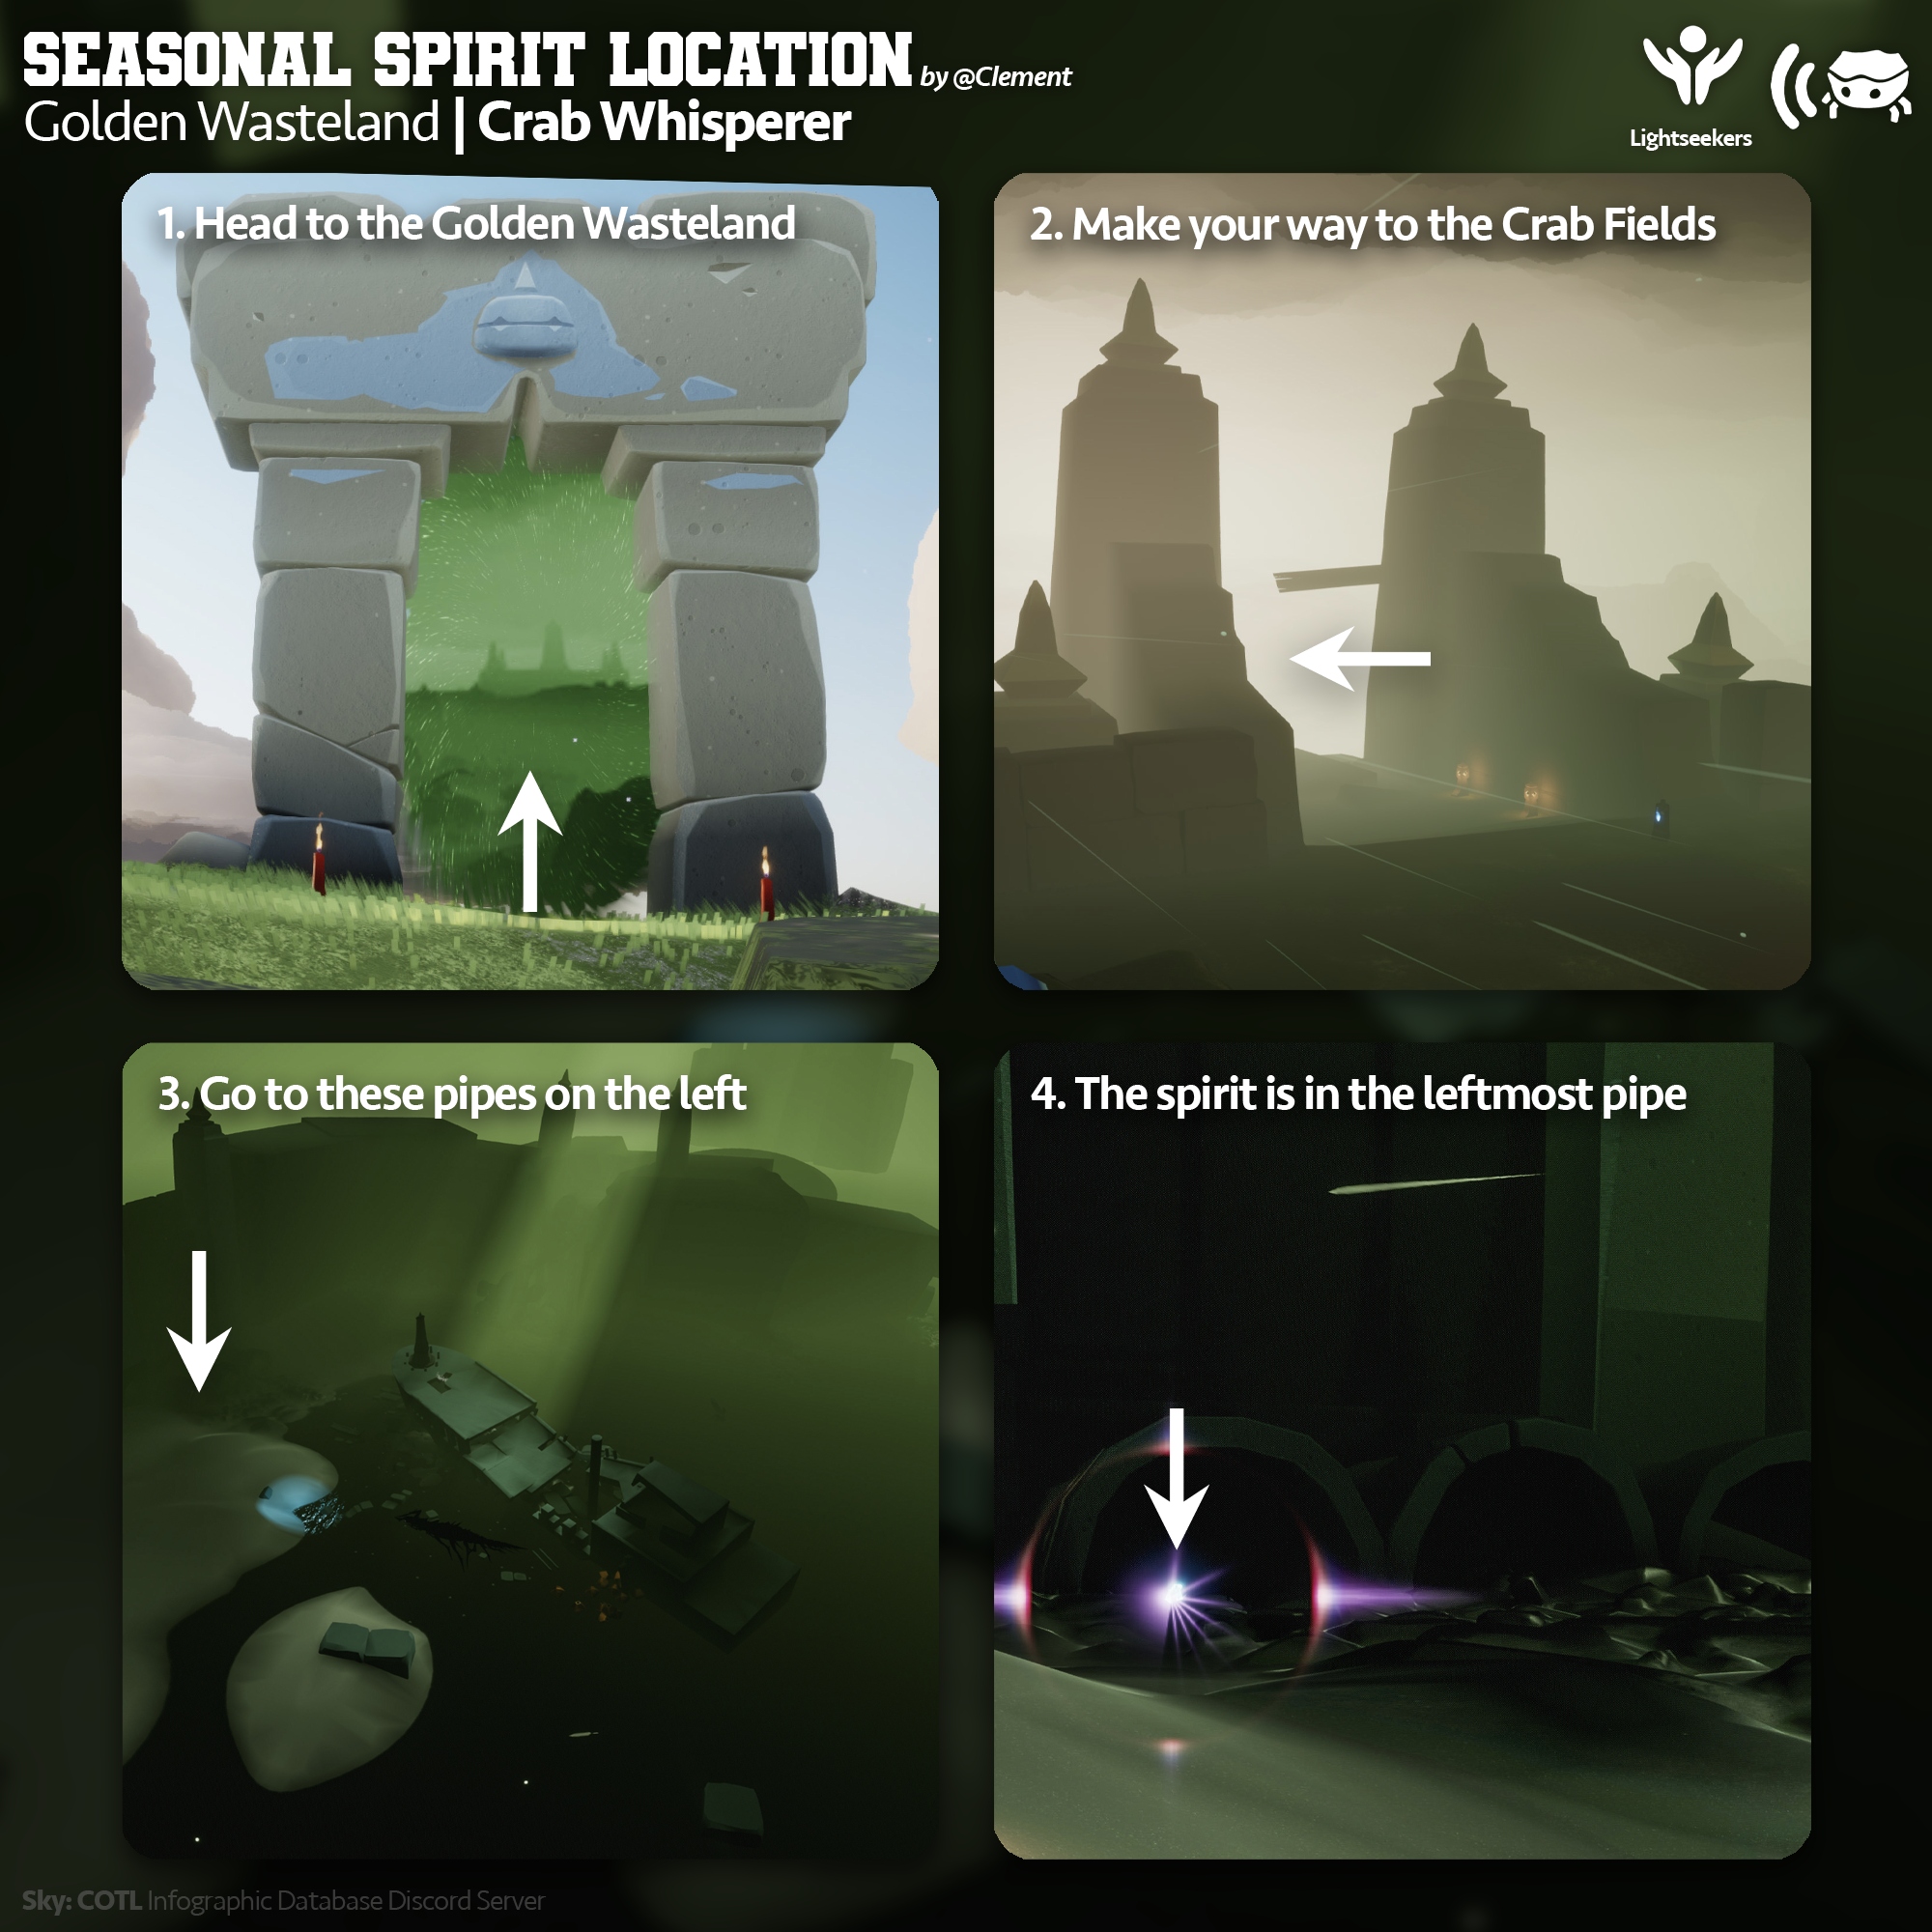 SEASONAL SPIRIT LOCATION by @Clement
Golden Wasteland | Crab Whisperer
Lightseekers
1. Head to the Golden Wasteland
2. Make your way to the Crab Fields
3. Go to these pipes on the left
4. The spirit is in the leftmost pipe
Sky: COTL Infographic Database Discord Server